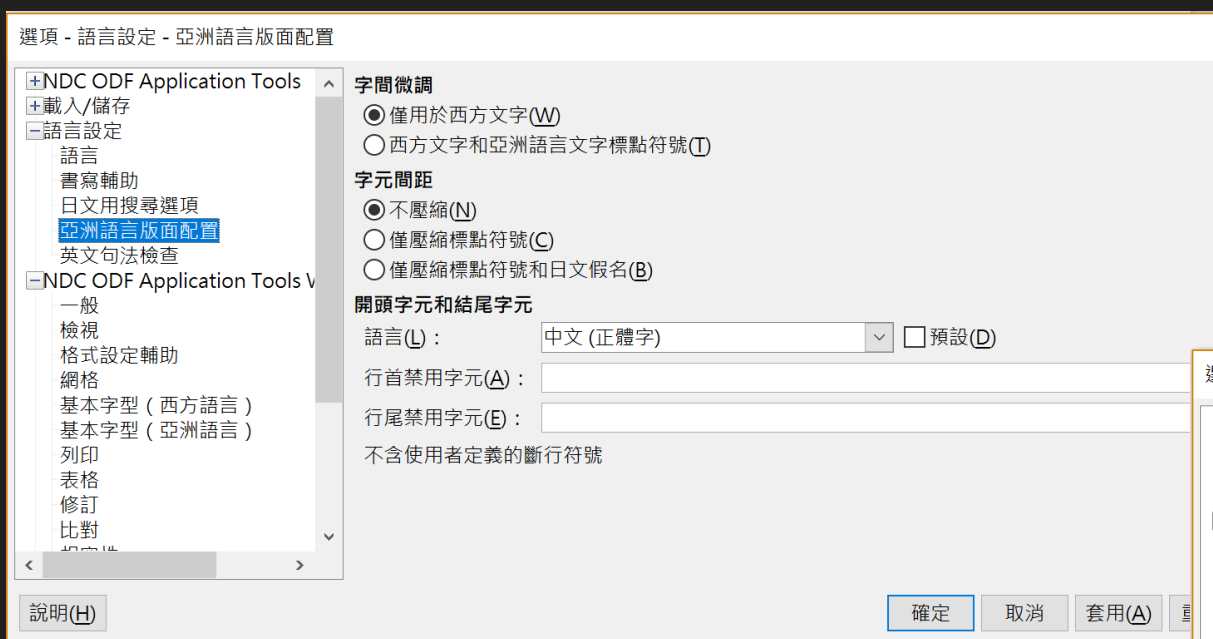 選項 - 語言設定 - 亞洲語言版面配置
NDC ODF Application Tools
載入/儲存
語言設定
語言
書寫輔助
日文用搜尋選項
亞洲語言版面配置
英文句法檢查
NDC ODF Application Tools
一般
檢視
格式設定輔助
網格
基本字型（西方語言）
基本字型（亞洲語言）
列印
表格
修訂
比對
字間微調
僅用於西方文字(W)
西方文字和亞洲語言文字標點符號(T)
字元間距
不壓縮(N)
僅壓縮標點符號(C)
僅壓縮標點符號和日文假名(B)
開頭字元和結尾字元
語言(L)： 中文 (正體字) 預設(D)
行首禁用字元(A)：
行尾禁用字元(E)：
不含使用者定義的斷行符號
說明(H) 確定 取消 套用(A)